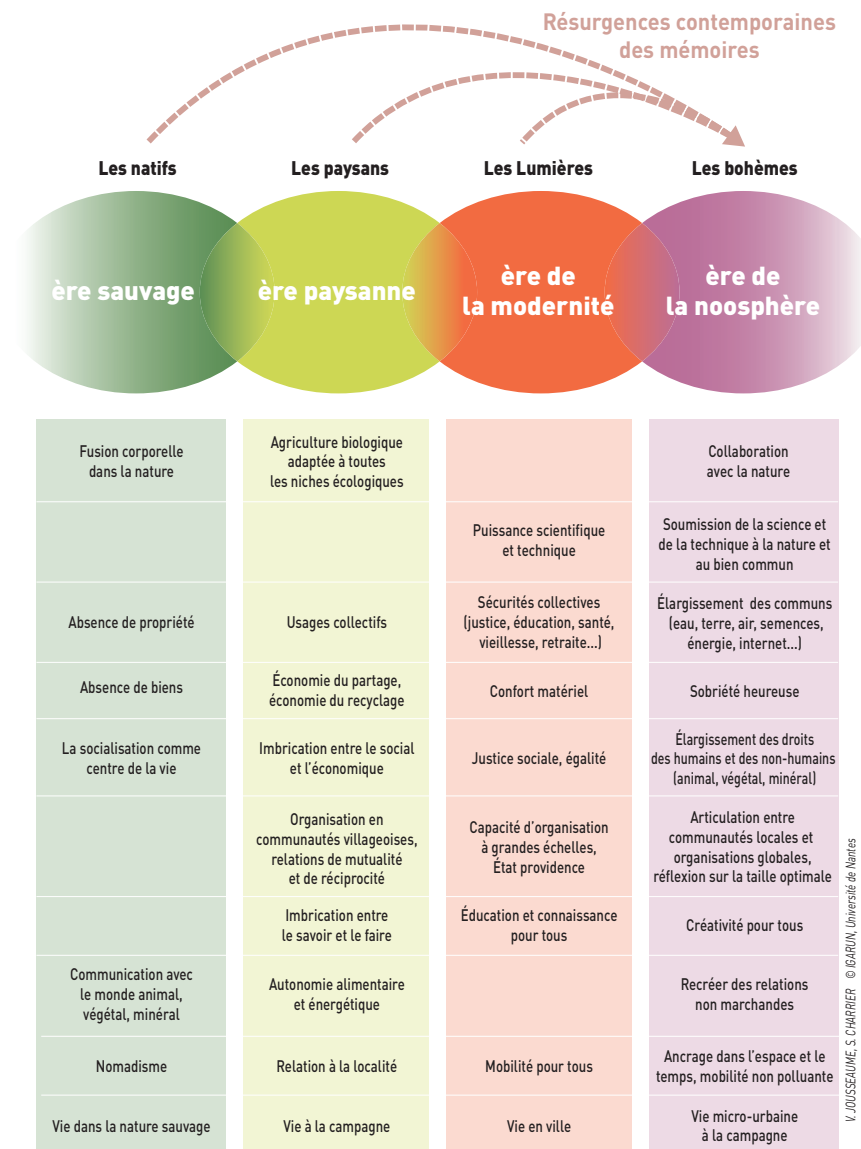 Résurgences contemporaines
des mémoires
Les natifs
Les paysans
Les Lumières
Les bohèmes
ère sauvage
ère paysanne
ère de
la modernité
ère de
la noosphère
Fusion corporelle
dans la nature
Agriculture biologique
adaptée à toutes
les niches écologiques
Collaboration
avec la nature
Puissance scientifique
et technique
Soumission de la science et
de la technique à la nature et
au bien commun
Absence de propriété
Usages collectifs
Sécurités collectives
(justice, éducation, santé,
vieillesse, retraite...)
Élargissement des communs
(eau, terre, air, semences,
énergie, internet...)
Absence de biens
Économie du partage,
économie du recyclage
Confort matériel
Sobriété heureuse
La socialisation comme
centre de la vie
Imbrication entre le social
et l'économique
Justice sociale, égalité
Élargissement des droits
des humains et des non-humains
(animal, végétal, minéral)
Organisation en
communautés villageoises,
relations de mutualité
et de réciprocité
Capacité d'organisation
à grandes échelles,
État providence
Articulation entre
communautés locales et
organisations globales,
réflexion sur la taille optimale
Imbrication entre
le savoir et le faire
Éducation et connaissance
pour tous
Créativité pour tous
Communication avec
le monde animal,
végétal, minéral
Autonomie alimentaire
et énergétique
Recréer des relations
non marchandes
Nomadisme
Relation à la localité
Mobilité pour tous
Ancrage dans l'espace et le
temps, mobilité non polluante
Vie dans la nature sauvage
Vie à la campagne
Vie en ville
Vie micro-urbaine
à la campagne
V. JOUSSEAUME, S. CHARRIER © IGARUN, Université de Nantes